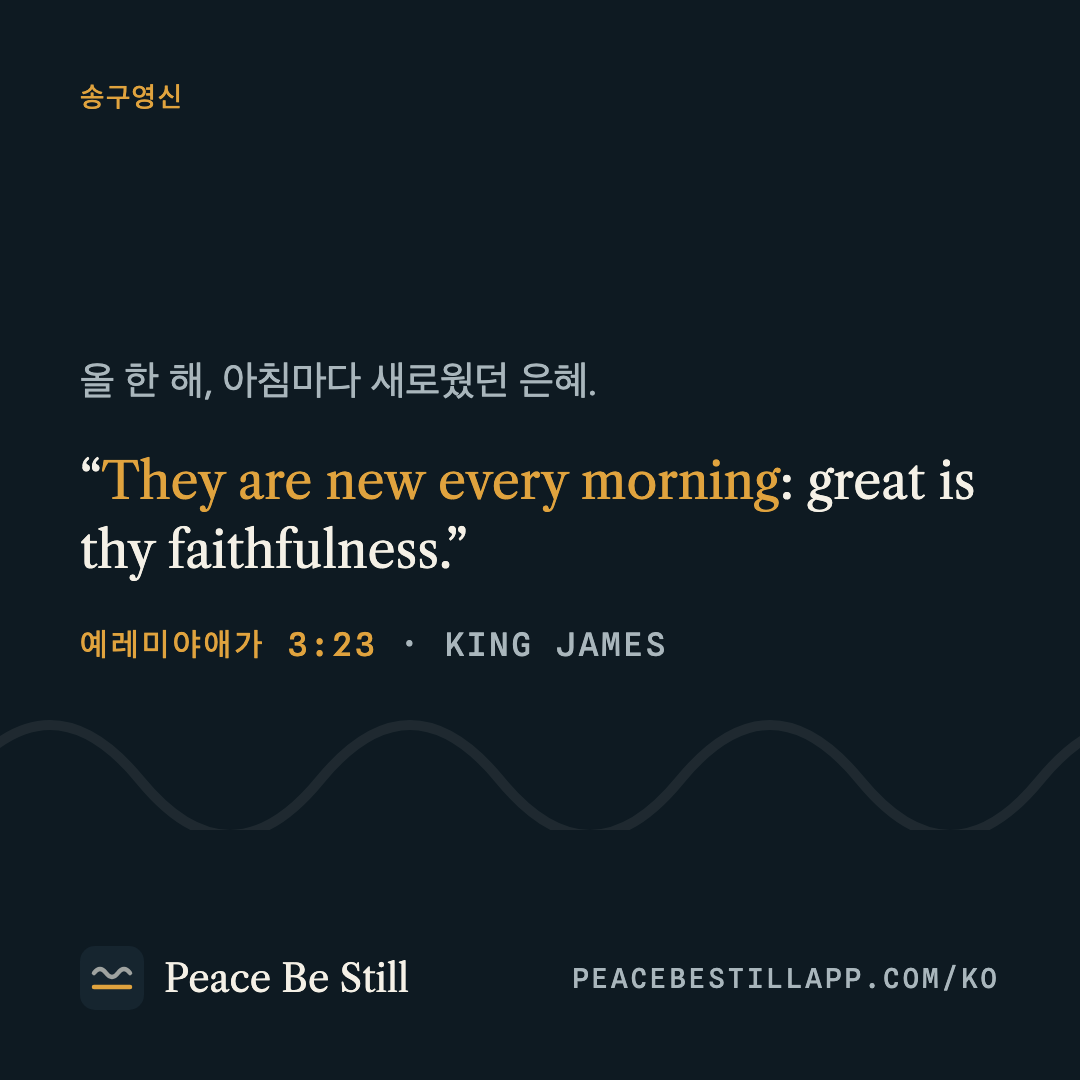 송구영신
올 한 해, 아침마다 새로웠던 은혜.
“They are new every morning: great is
thy faithfulness.”
예레미야애가 3:23 · KING JAMES
Peace Be Still
PEACEBESTILLAPP.COM/KO